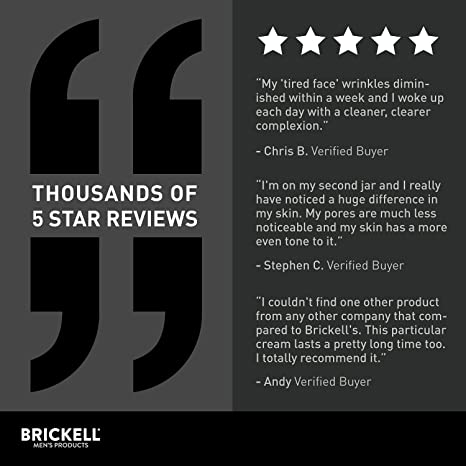 THOUSANDS OF
5 STAR REVIEWS
“My 'tired face' wrinkles dimin-
ished within a week and I woke up
each day with a cleaner, clearer
complexion.”
- Chris B. Verified Buyer
“I'm on my second jar and I really
have noticed a huge difference in
my skin. My pores are much less
noticeable and my skin has a more
even tone to it.”
- Stephen C. Verified Buyer
“I couldn't find one other product
from any other company that com-
pared to Brickell's. This particular
cream lasts a pretty long time too.
I totally recommend it.”
- Andy Verified Buyer
BRICKELL®
MEN'S PRODUCTS